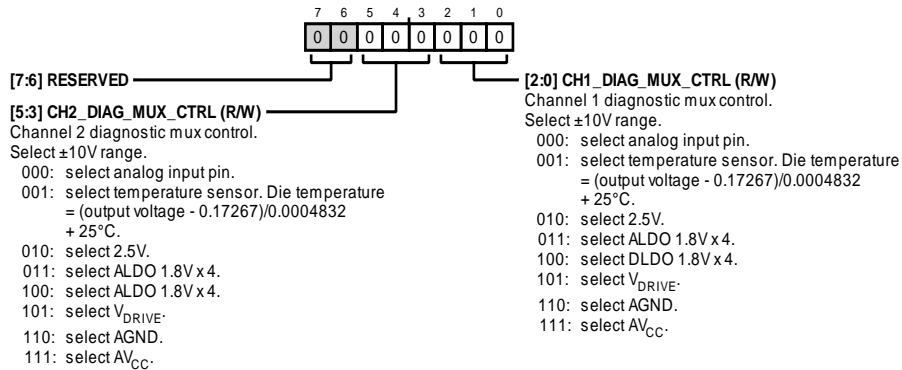 7 6 5 4 3 2 1 0
0 0 0 0 0 0 0 0
[7:6] RESERVED
[5:3] CH2_DIAG_MUX_CTRL (R/W)
Channel 2 diagnostic mux control.
Select ±10V range.
000: select analog input pin.
001: select temperature sensor. Die temperature
= (output voltage - 0.17267)/0.0004832
+ 25°C.
010: select 2.5V.
011: select ALDO 1.8V x 4.
100: select ALDO 1.8V x 4.
101: select VDRIVE.
110: select AGND.
111: select AVCC.
[2:0] CH1_DIAG_MUX_CTRL (R/W)
Channel 1 diagnostic mux control.
Select ±10V range.
000: select analog input pin.
001: select temperature sensor. Die temperature
= (output voltage - 0.17267)/0.0004832
+ 25°C.
010: select 2.5V.
011: select ALDO 1.8V x 4.
100: select DLDO 1.8V x 4.
101: select VDRIVE.
110: select AGND.
111: select AVCC.